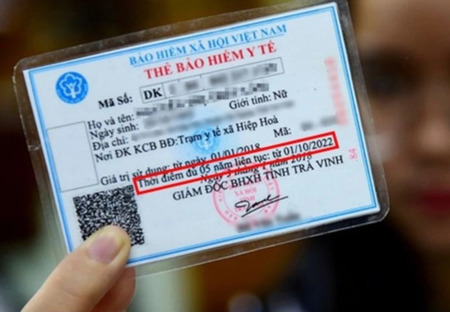 BẢO HIỂM XÃ HỘI VIỆT NAM
THẺ BẢO HIỂM Y TẾ
Mã Số: DK
Họ và tên:
Ngày sinh: Giới tính: Nữ
Địa chỉ:
Nơi ĐK KCB BĐ: Trạm y tế xã Hiệp Hoà Mã:
Giá trị sử dụng: từ ngày 01/01/2018
Thời điểm đủ 05 năm liên tục: từ 01/10/2022
GIÁM ĐỐC BHXH TỈNH TRÀ VINH